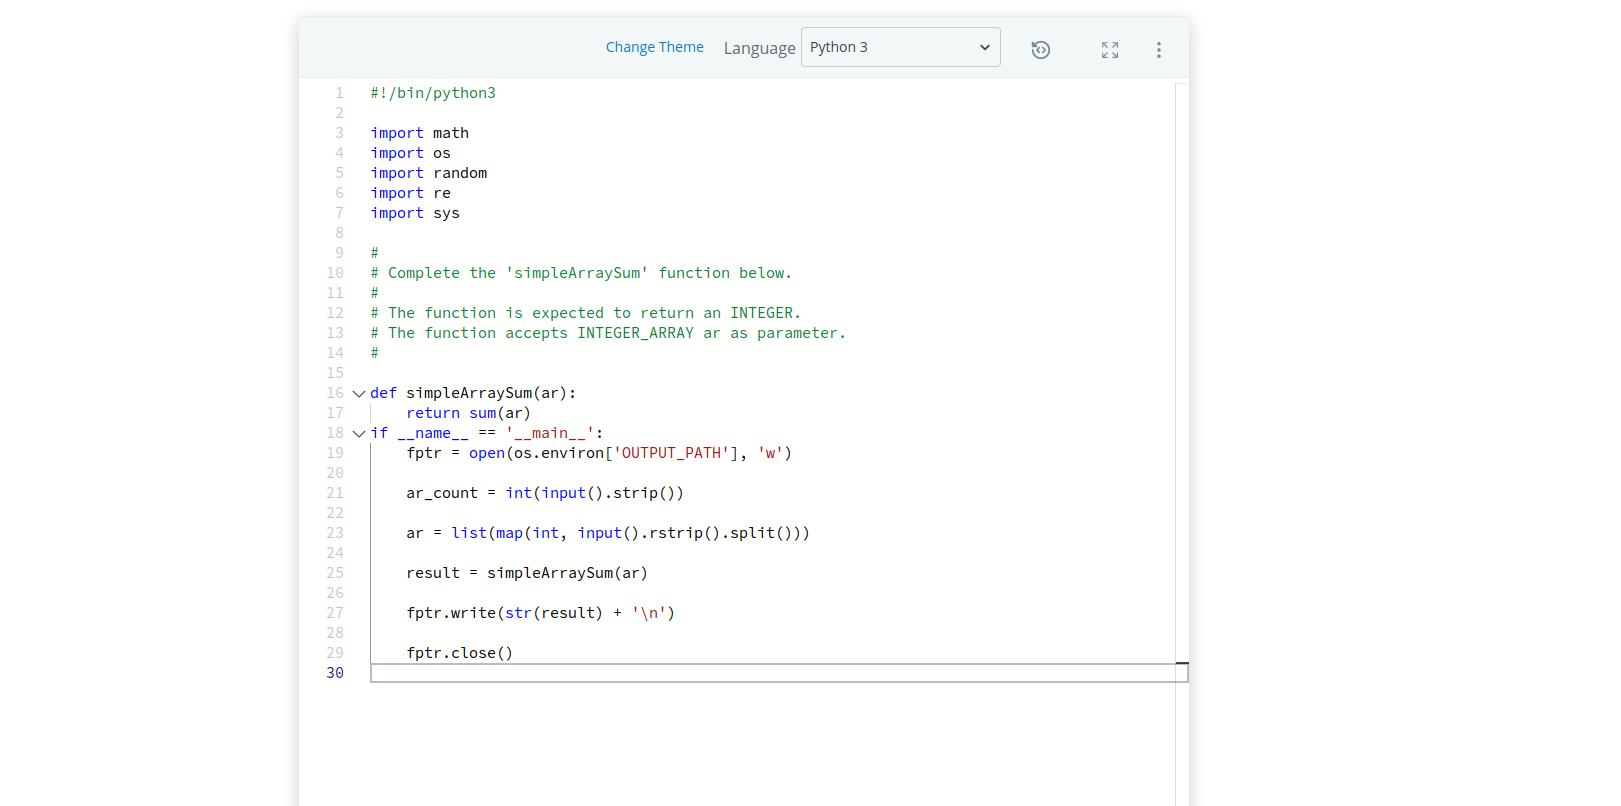 Change Theme Language Python 3
1 #!/bin/python3
2
3 import math
4 import os
5 import random
6 import re
7 import sys
8
9 #
10 # Complete the 'simpleArraySum' function below.
11 #
12 # The function is expected to return an INTEGER.
13 # The function accepts INTEGER_ARRAY ar as parameter.
14 #
15
16 def simpleArraySum(ar):
17     return sum(ar)
18 if __name__ == '__main__':
19     fptr = open(os.environ['OUTPUT_PATH'], 'w')
20
21     ar_count = int(input().strip())
22
23     ar = list(map(int, input().rstrip().split()))
24
25     result = simpleArraySum(ar)
26
27     fptr.write(str(result) + '\n')
28
29     fptr.close()
30